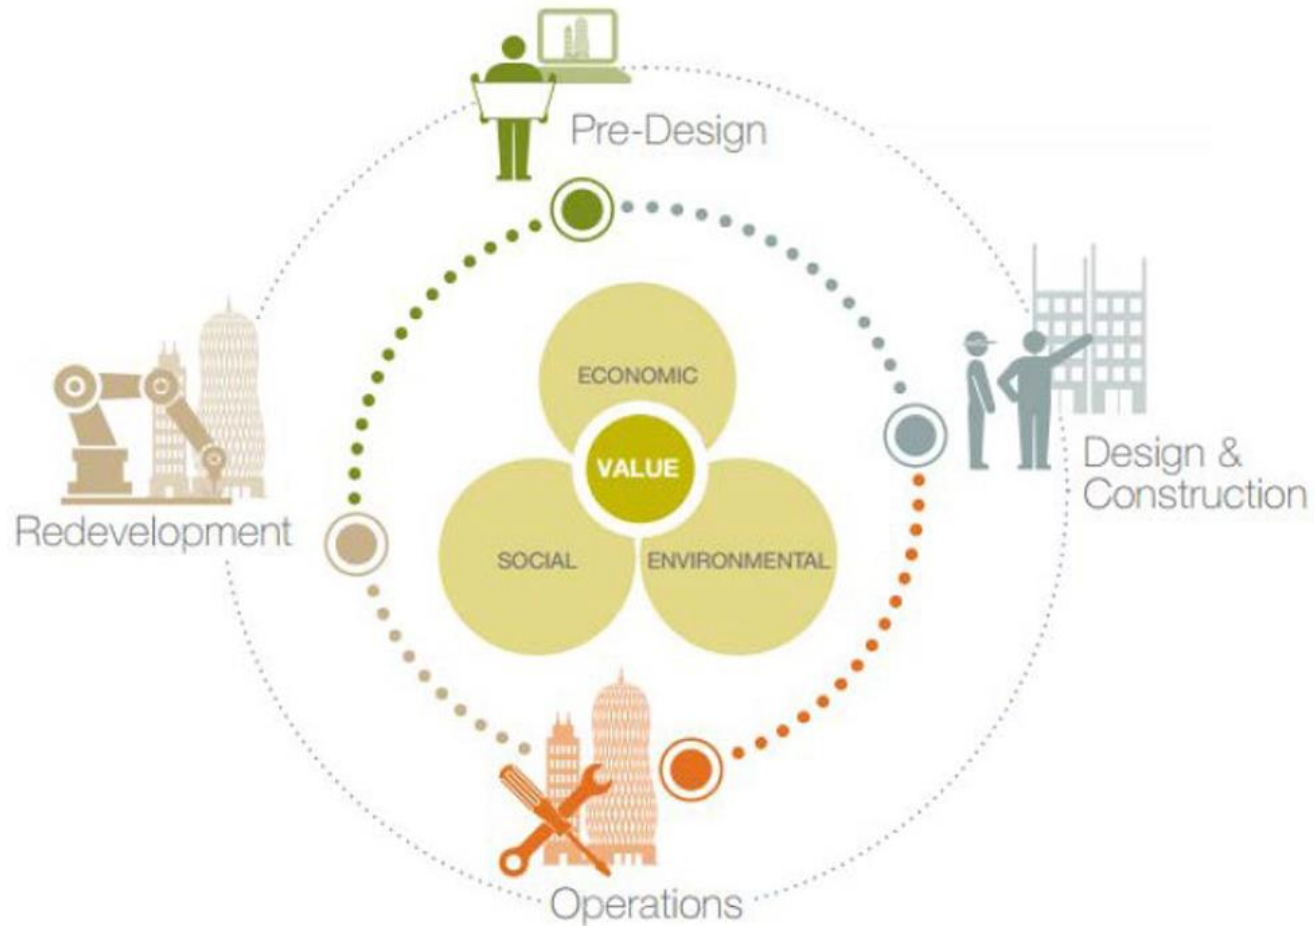 Pre-Design
ECONOMIC
VALUE
Design &
Construction
Redevelopment
SOCIAL
ENVIRONMENTAL
Operations